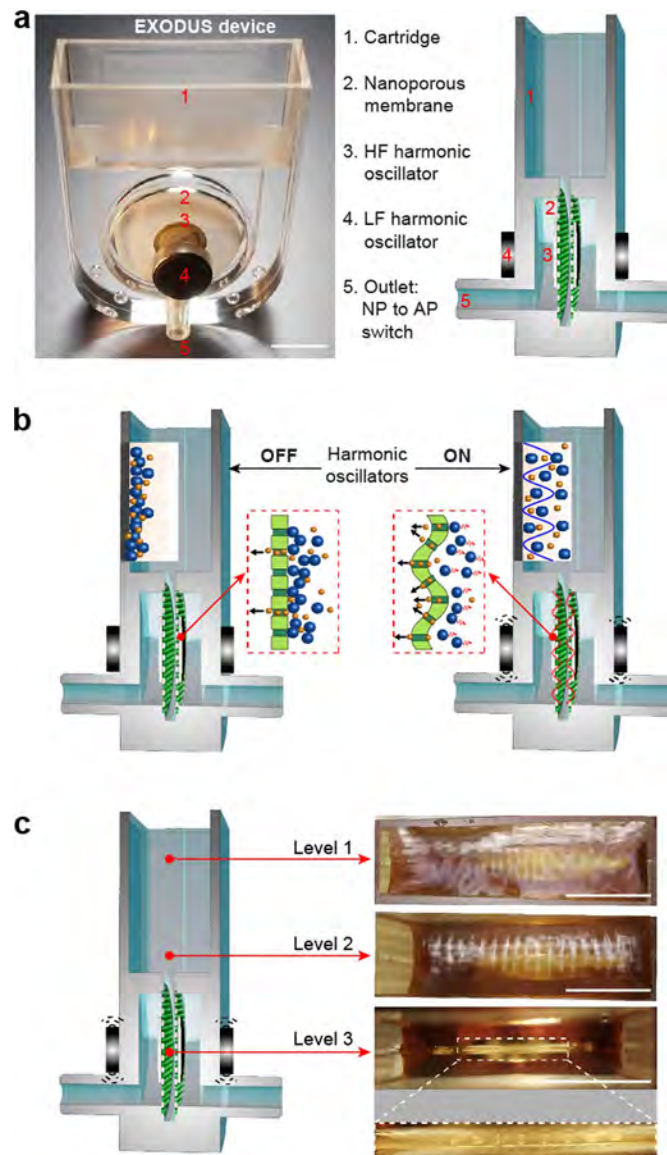 a
EXODUS device
1
2
3
4
5
1. Cartridge
2. Nanoporous
membrane
3. HF harmonic
oscillator
4. LF harmonic
oscillator
5. Outlet:
NP to AP
switch
1
2
3
4
5
b
OFF
Harmonic
oscillators
ON
c
Level 1
Level 2
Level 3